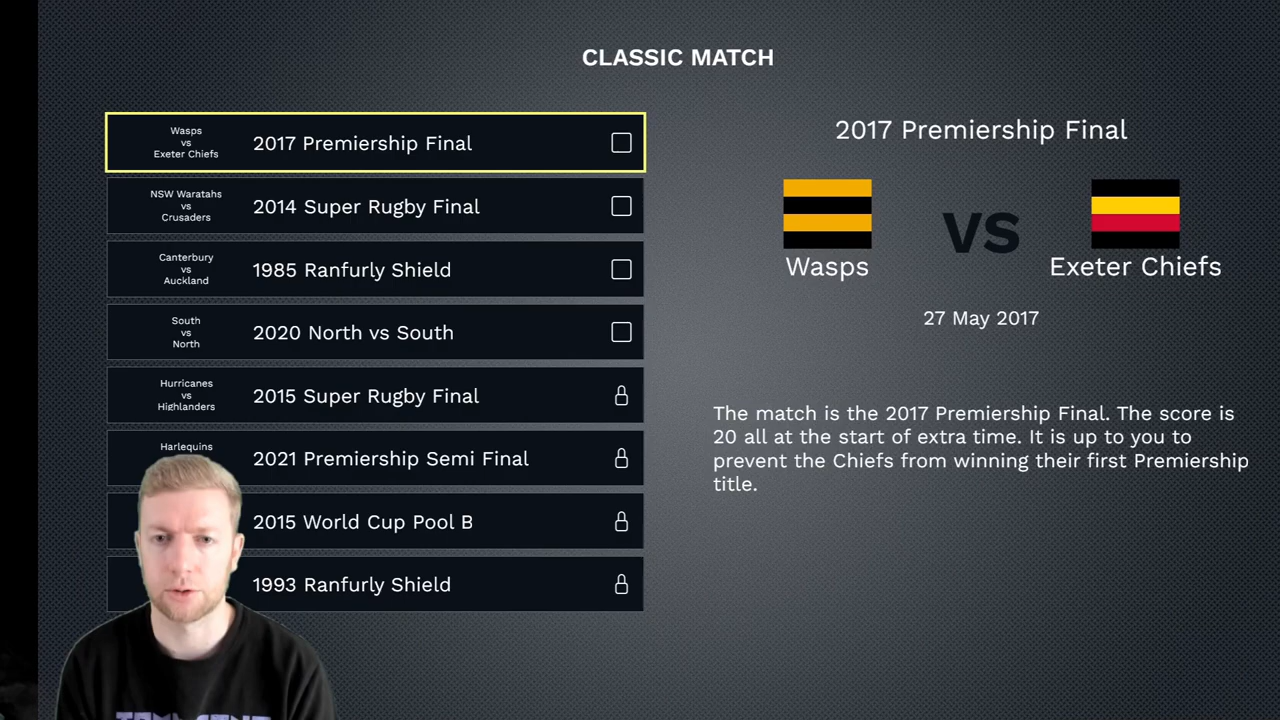 CLASSIC MATCH
Wasps
vs
Exeter Chiefs
2017 Premiership Final
NSW Waratahs
vs
Crusaders
2014 Super Rugby Final
Canterbury
vs
Auckland
1985 Ranfurly Shield
South
vs
North
2020 North vs South
Hurricanes
vs
Highlanders
2015 Super Rugby Final
Harlequins
2021 Premiership Semi Final
2015 World Cup Pool B
1993 Ranfurly Shield
2017 Premiership Final
Wasps
VS
Exeter Chiefs
27 May 2017
The match is the 2017 Premiership Final. The score is
20 all at the start of extra time. It is up to you to
prevent the Chiefs from winning their first Premiership
title.